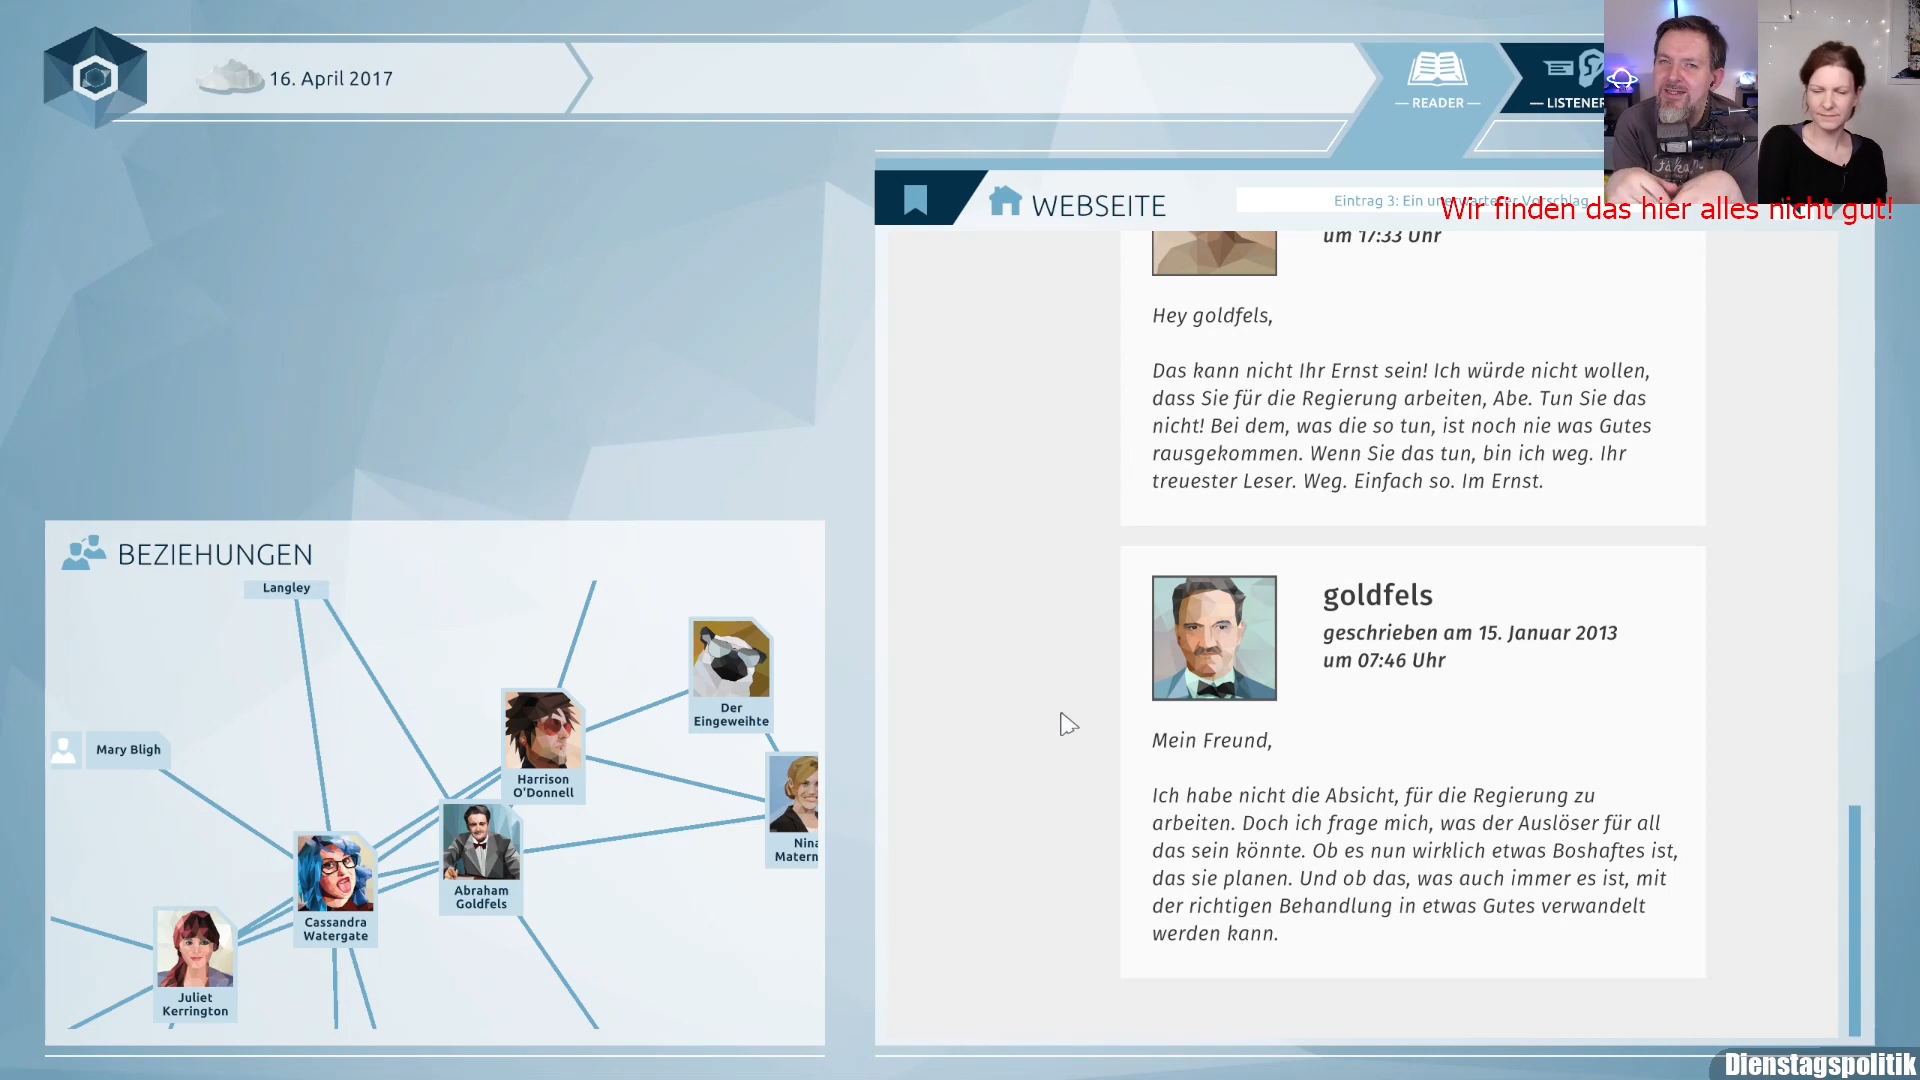 16. April 2017
— READER —
— LISTENER
WEBSEITE
Eintrag 3: Ein unerwarteter Vorschlag
Wir finden das hier alles nicht gut!
um 17:33 Uhr
Hey goldfels,
Das kann nicht Ihr Ernst sein! Ich würde nicht wollen,
dass Sie für die Regierung arbeiten, Abe. Tun Sie das
nicht! Bei dem, was die so tun, ist noch nie was Gutes
rausgekommen. Wenn Sie das tun, bin ich weg. Ihr
treuester Leser. Weg. Einfach so. Im Ernst.
goldfels
geschrieben am 15. Januar 2013
um 07:46 Uhr
Mein Freund,
Ich habe nicht die Absicht, für die Regierung zu
arbeiten. Doch ich frage mich, was der Auslöser für all
das sein könnte. Ob es nun wirklich etwas Boshaftes ist,
das sie planen. Und ob das, was auch immer es ist, mit
der richtigen Behandlung in etwas Gutes verwandelt
werden kann.
BEZIEHUNGEN
Langley
Der
Eingeweihte
Mary Bligh
Harrison
O'Donnell
Nina
Matern
Abraham
Goldfels
Cassandra
Watergate
Juliet
Kerrington
Dienstagspolitik